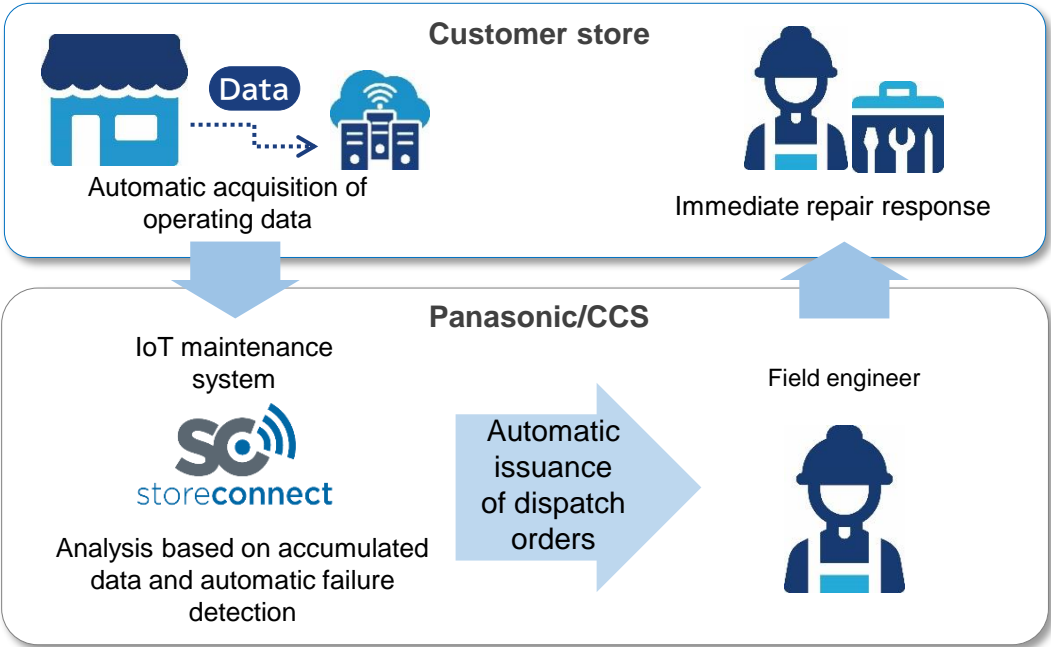 Customer store
Data
Automatic acquisition of
operating data
Immediate repair response
Panasonic/CCS
IoT maintenance
system
SC
storeconnect
Analysis based on accumulated
data and automatic failure
detection
Automatic
issuance
of dispatch
orders
Field engineer